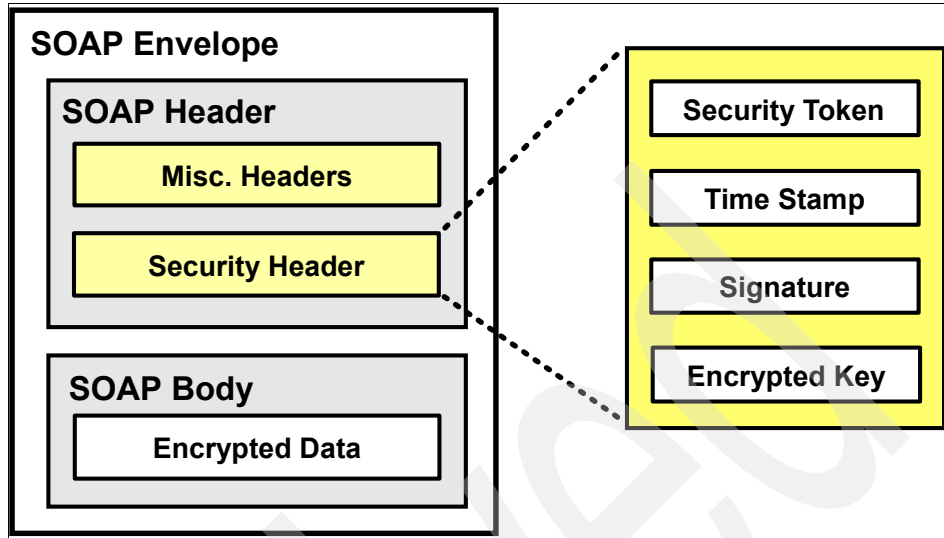 SOAP Envelope
SOAP Header
Misc. Headers
Security Header
SOAP Body
Encrypted Data
Security Token
Time Stamp
Signature
Encrypted Key